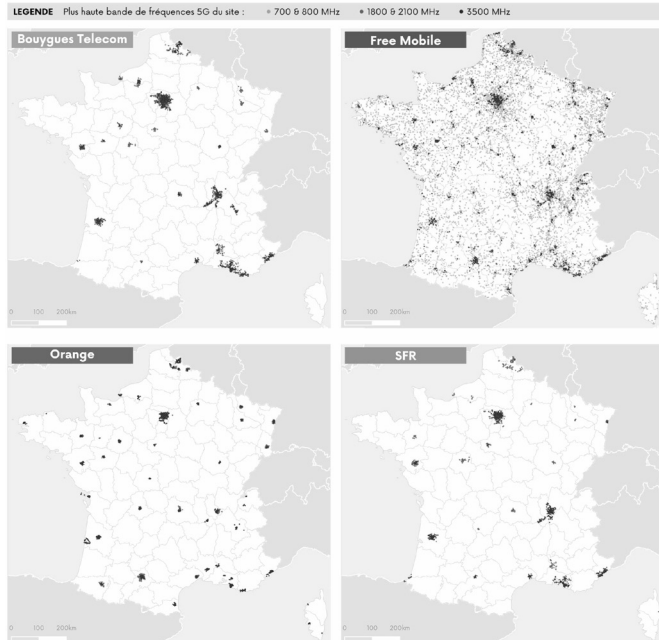 LEGENDE Plus haute bande de fréquences 5G du site : 700 & 800 MHz 1800 & 2100 MHz 3500 MHz
Bouygues Telecom
Free Mobile
0 100 200km
0 100 200km
Orange
SFR
0 100 200km
0 100 200km